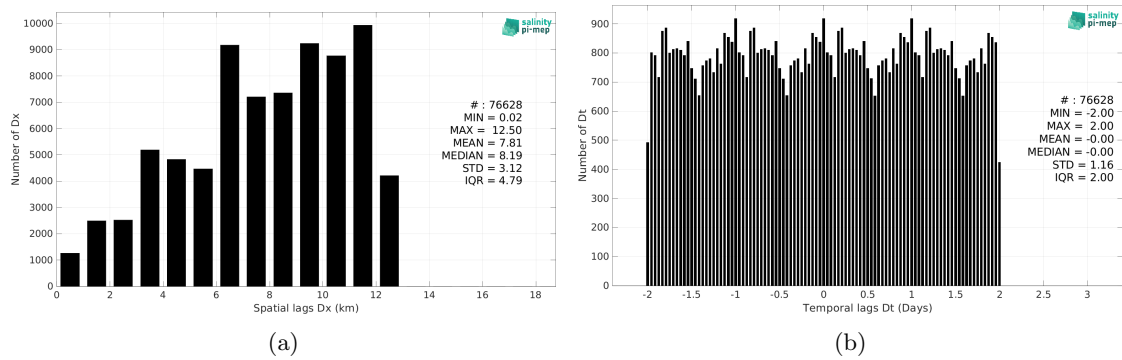 10000
9000
8000
7000
6000
5000
4000
3000
2000
1000
0
Number of Dx
0 2 4 6 8 10 12 14 16 18
Spatial lags Dx (km)
salinity
pi-mep
# : 76628
MIN = 0.02
MAX = 12.50
MEAN = 7.81
MEDIAN = 8.19
STD = 3.12
IQR = 4.79
(a)
900
800
700
600
500
400
300
200
100
0
Number of Dt
-2 -1.5 -1 -0.5 0 0.5 1 1.5 2 2.5 3
Temporal lags Dt (Days)
salinity
pi-mep
# : 76628
MIN = -2.00
MAX = 2.00
MEAN = -0.00
MEDIAN = -0.00
STD = 1.16
IQR = 2.00
(b)